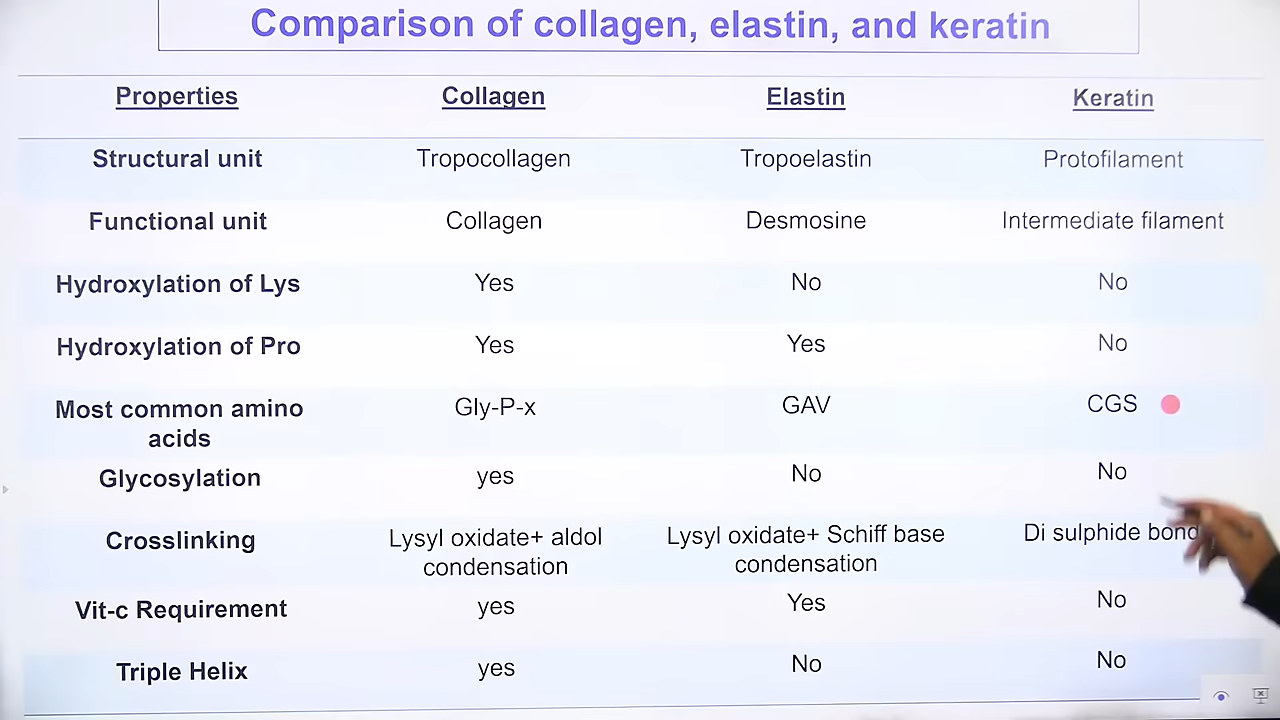 Comparison of collagen, elastin, and keratin
Properties Collagen Elastin Keratin
Structural unit Tropocollagen Tropoelastin Protofilament
Functional unit Collagen Desmosine Intermediate filament
Hydroxylation of Lys Yes No No
Hydroxylation of Pro Yes Yes No
Most common amino acids Gly-P-x GAV CGS
Glycosylation yes No No
Crosslinking Lysyl oxidate+ aldol condensation Lysyl oxidate+ Schiff base condensation Di sulphide bond
Vit-c Requirement yes Yes No
Triple Helix yes No No